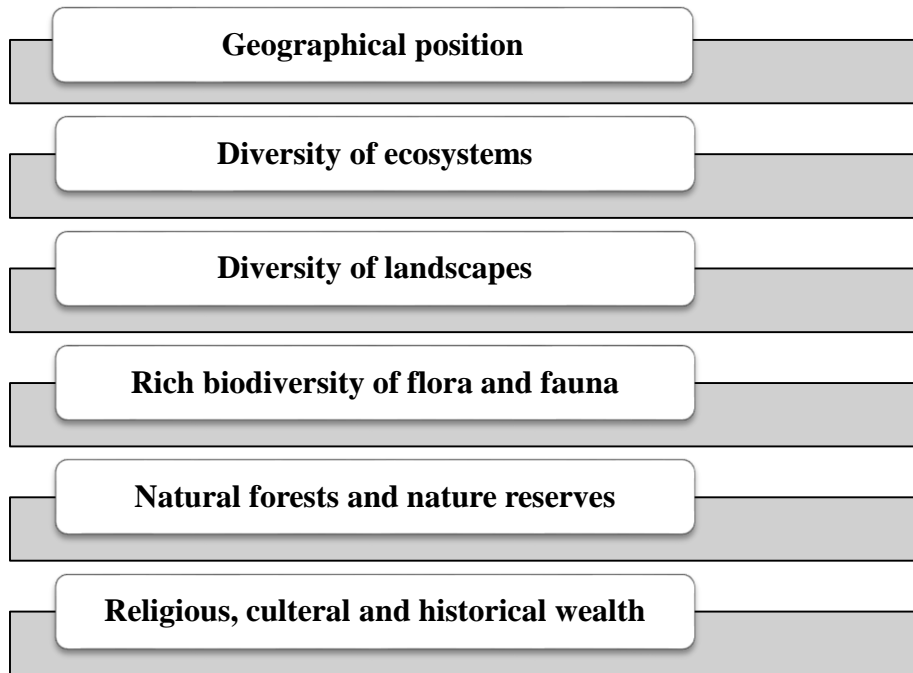 Geographical position
Diversity of ecosystems
Diversity of landscapes
Rich biodiversity of flora and fauna
Natural forests and nature reserves
Religious, culteral and historical wealth